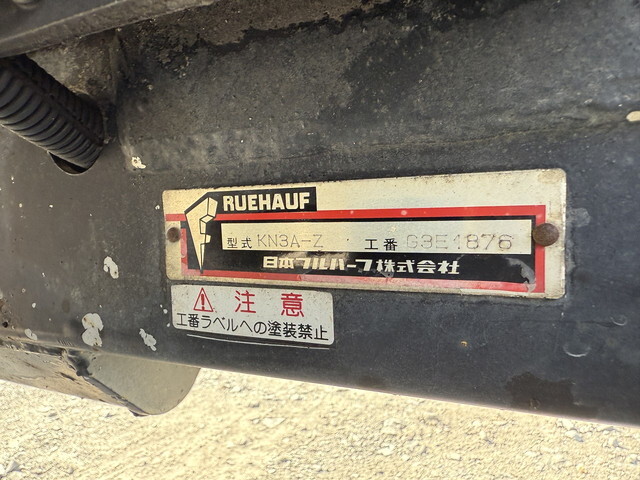 RUEHAUF
型式 KN3A-Z 工番 G3E1876
日本フルハーフ株式会社
注意
工番ラベルへの塗装禁止